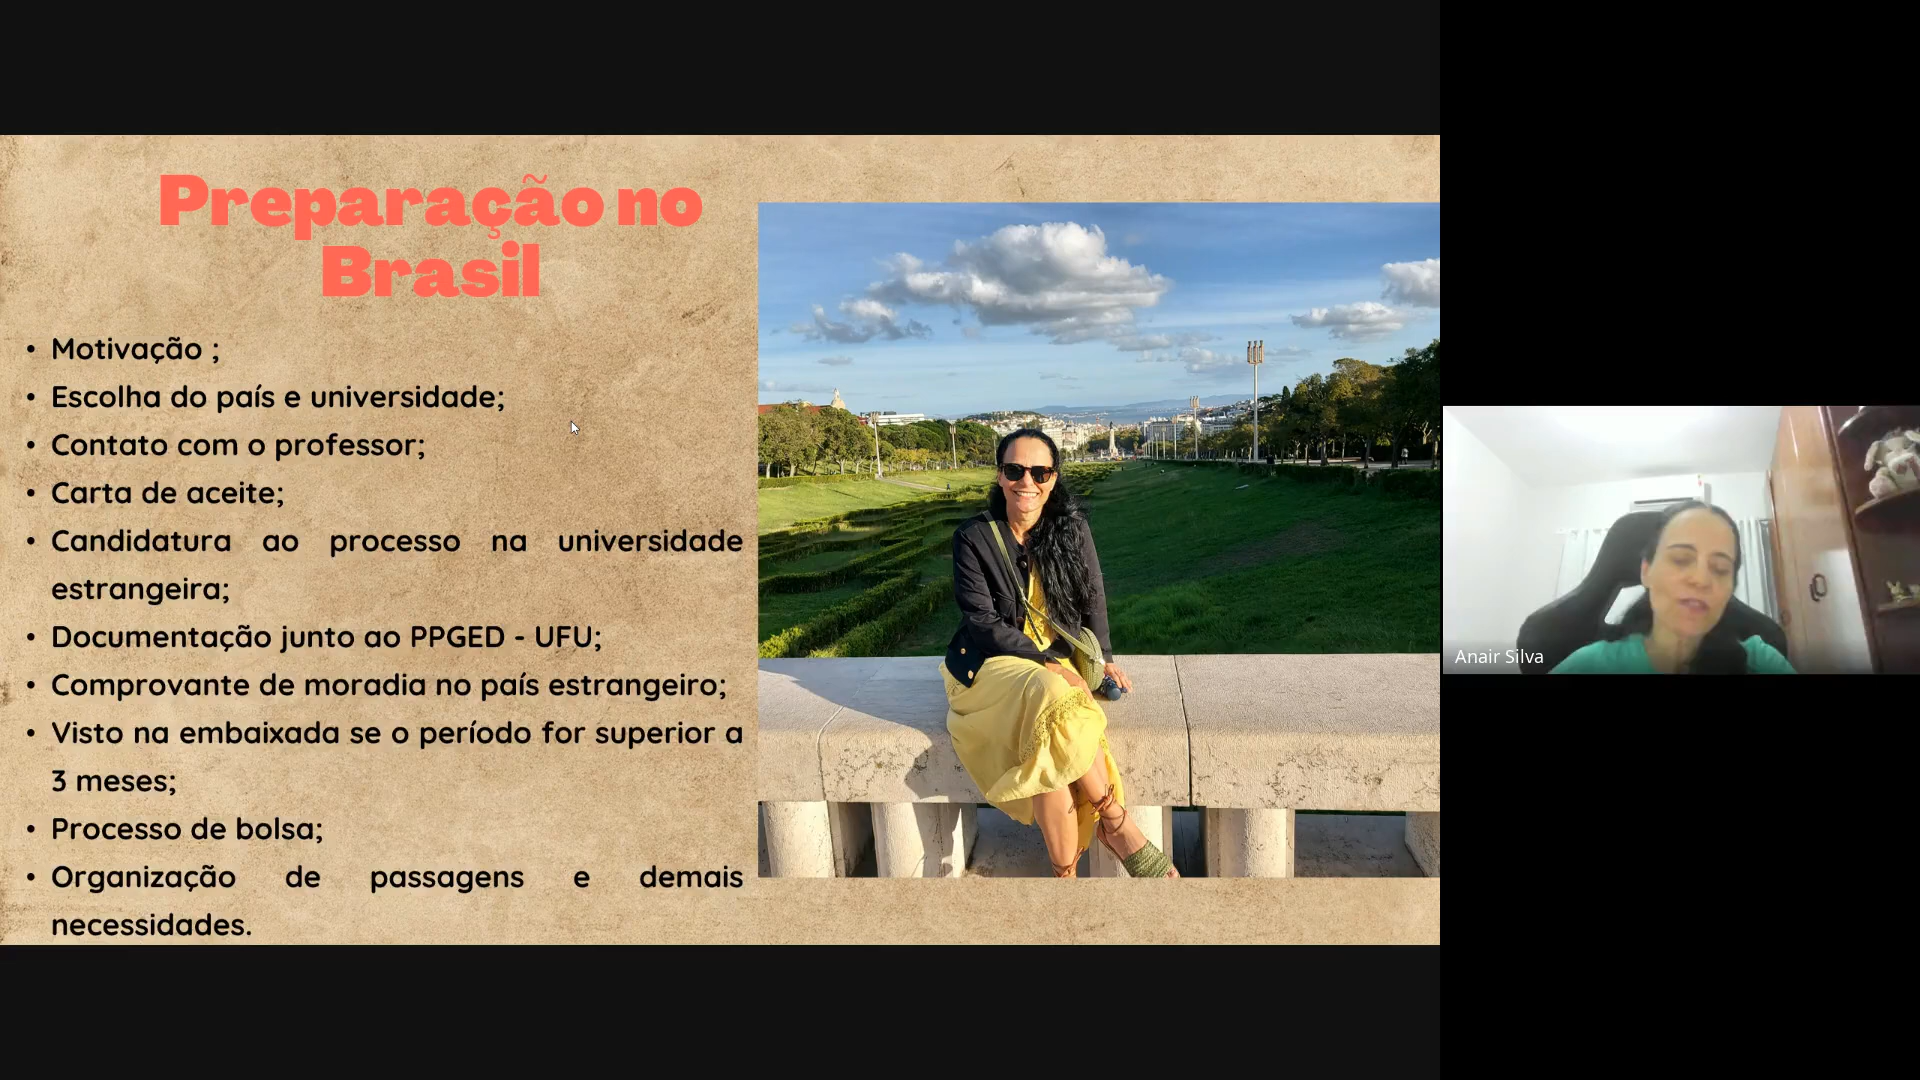 Preparação no
Brasil
• Motivação ;
• Escolha do país e universidade;
• Contato com o professor;
• Carta de aceite;
• Candidatura ao processo na universidade
estrangeira;
• Documentação junto ao PPGED - UFU;
• Comprovante de moradia no país estrangeiro;
• Visto na embaixada se o período for superior a
3 meses;
• Processo de bolsa;
• Organização de passagens e demais
necessidades.
Anair Silva